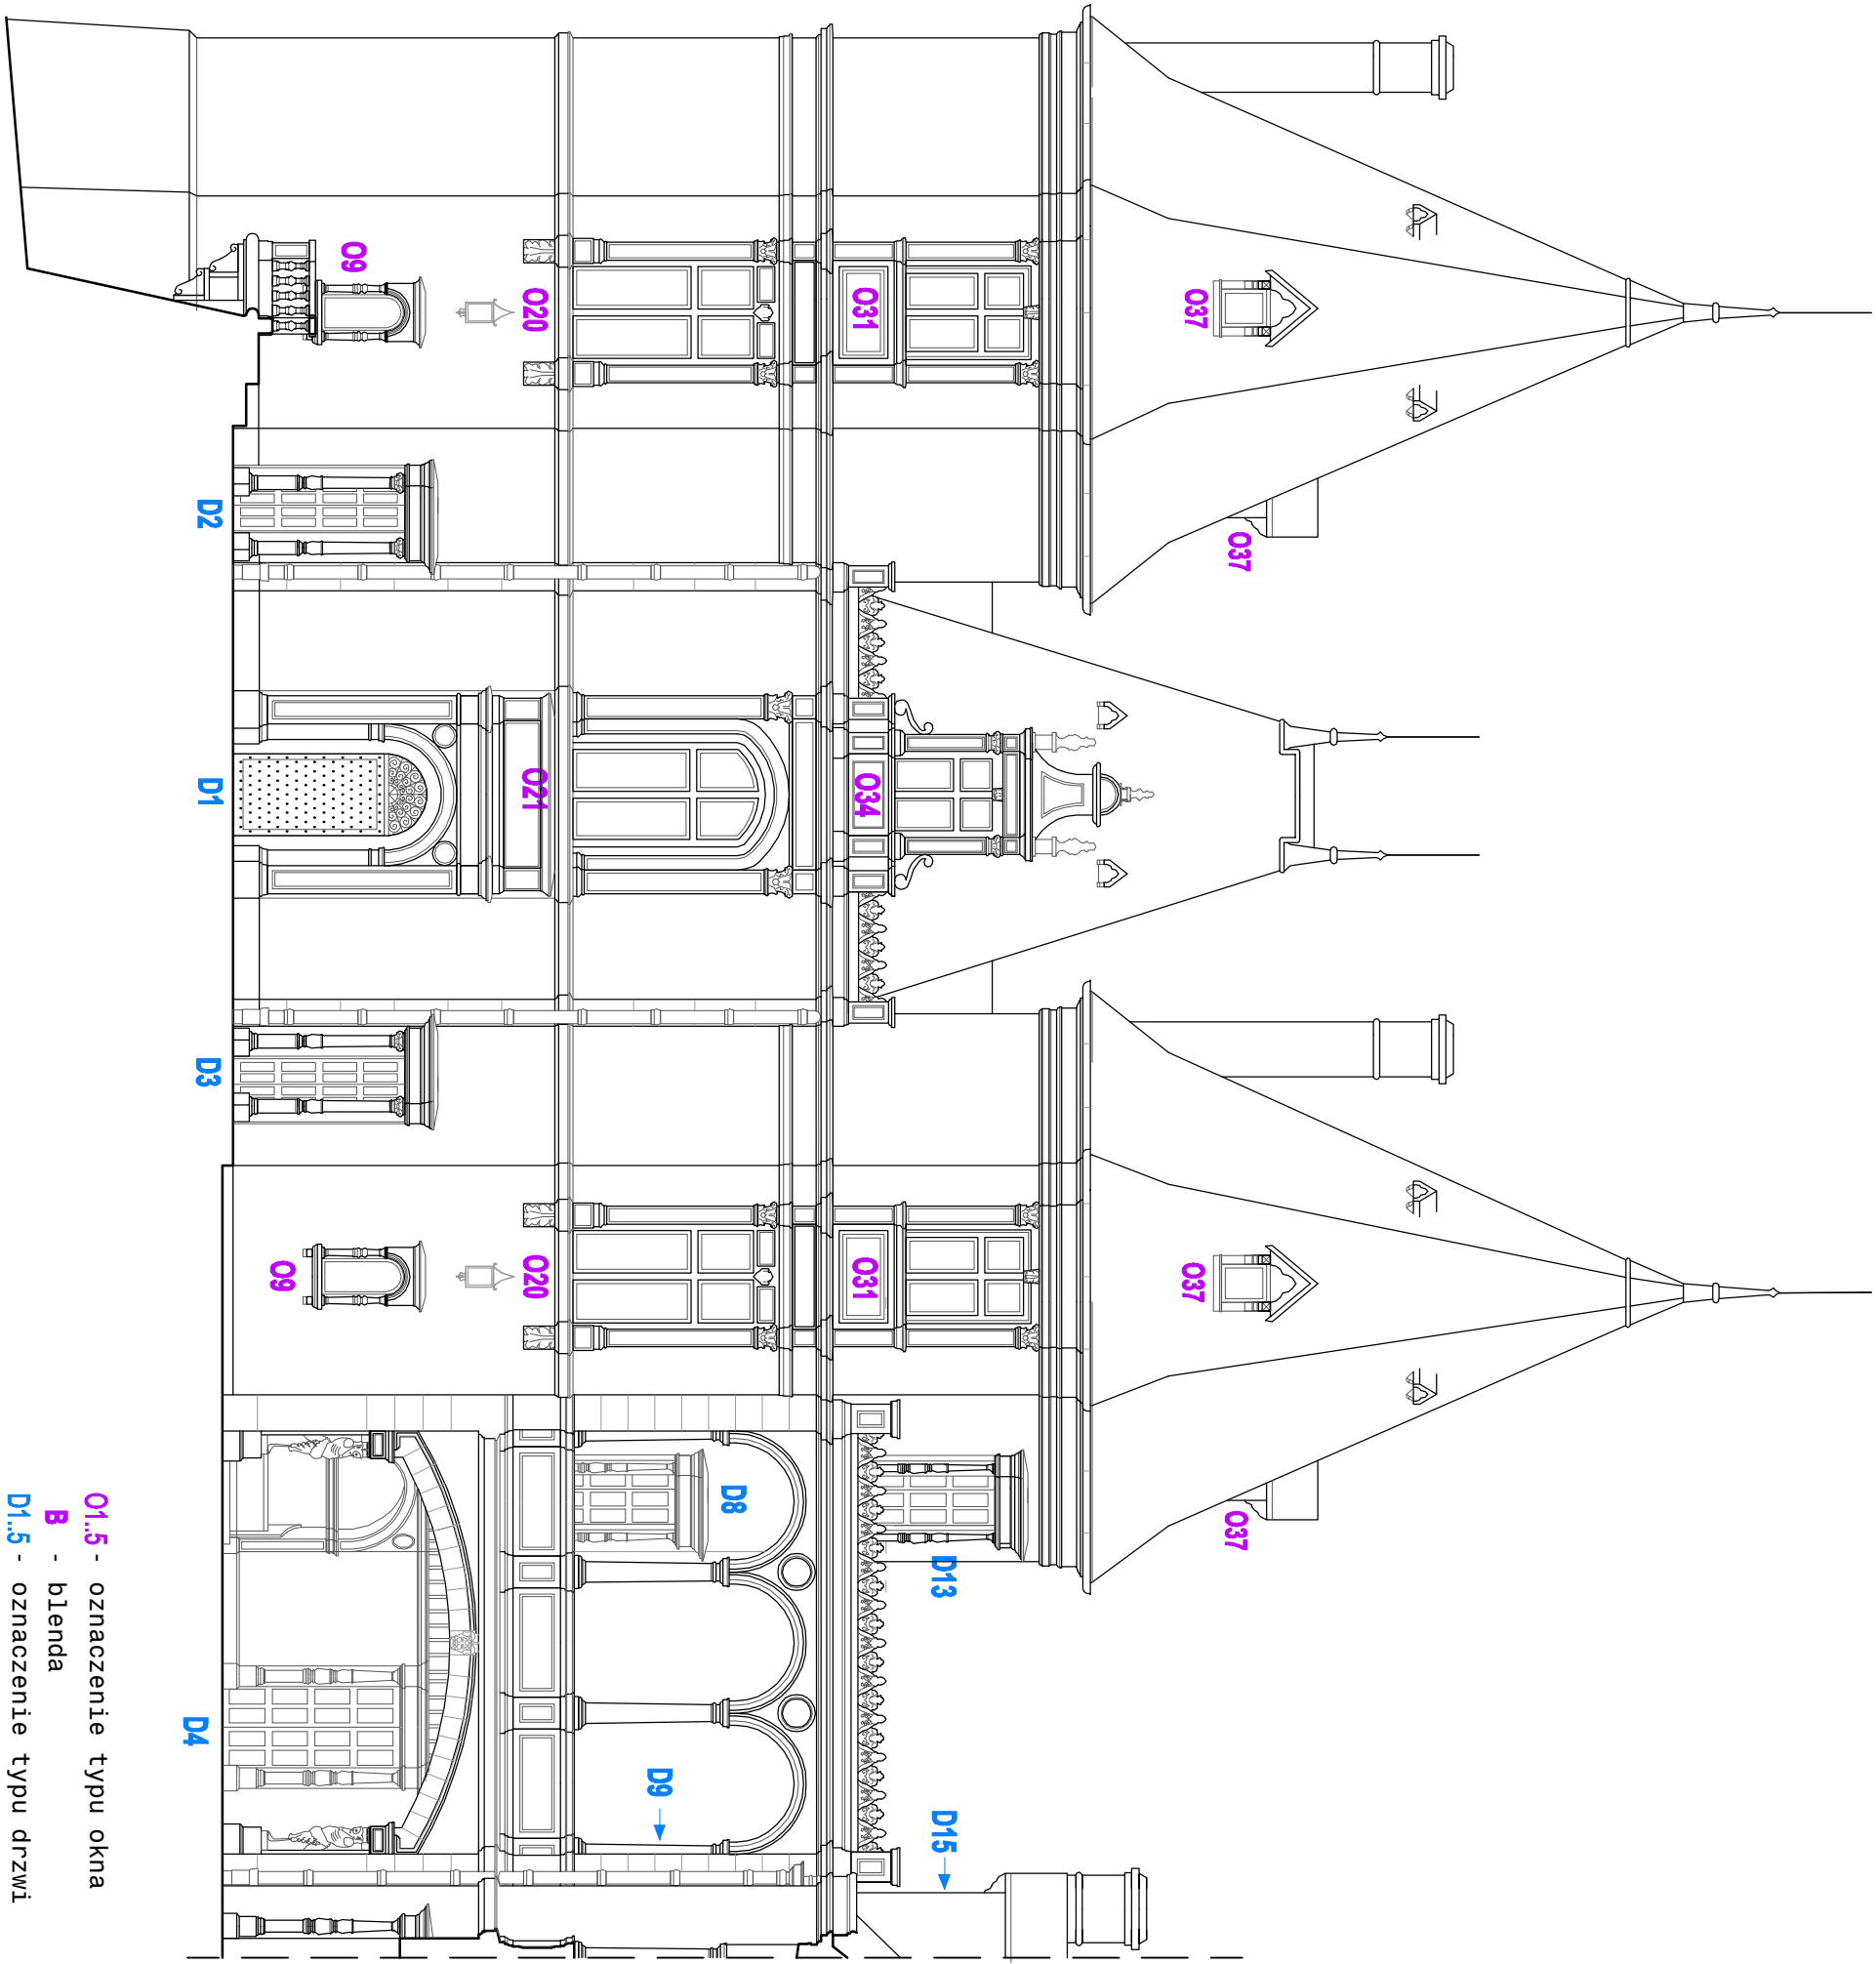 O37
O37
O37
O37
O31
O34
O31
D13
D15
O20
O21
O20
D8
D9
O9
O9
D2
D1
D3
D4
O1..5 - oznaczenie typu okna
B - blenda
D1..5 - oznaczenie typu drzwi